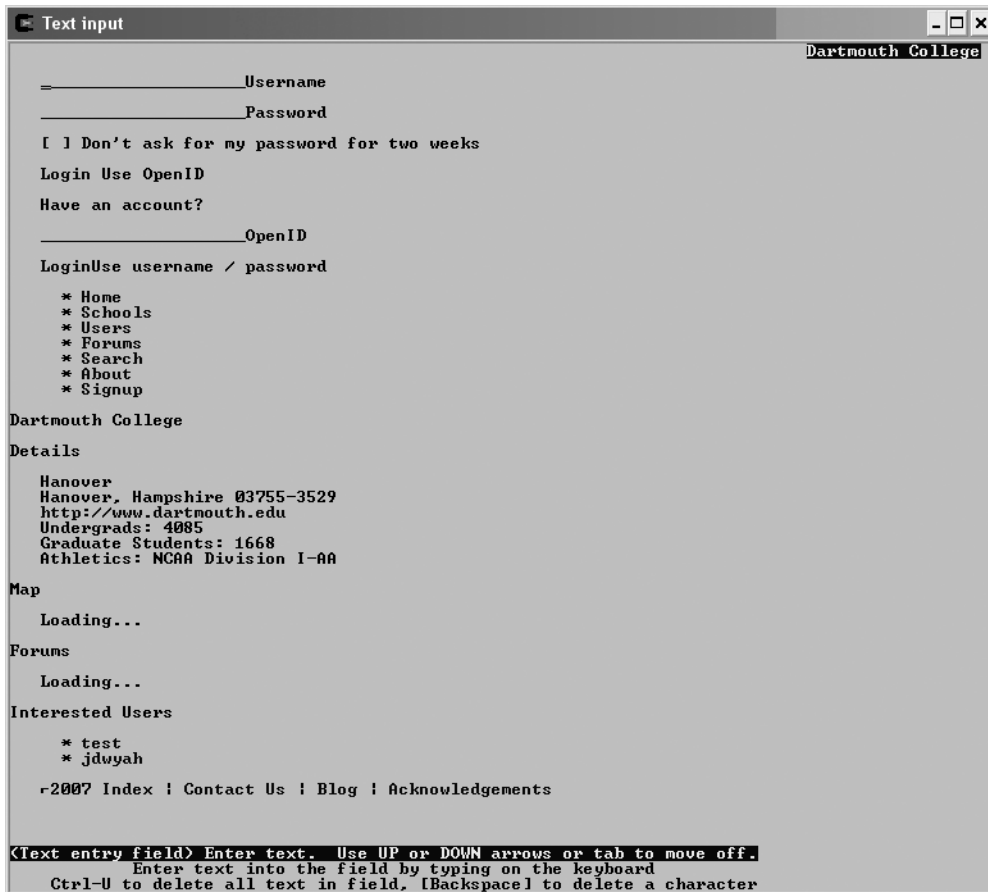 Text input
Dartmouth College
_____________________Username
_____________________Password
[ ] Don't ask for my password for two weeks
Login Use OpenID
Have an account?
_____________________OpenID
LoginUse username / password
* Home
* Schools
* Users
* Forums
* Search
* About
* Signup
Dartmouth College
Details
Hanover
Hanover, Hampshire 03755-3529
http://www.dartmouth.edu
Undergrads: 4085
Graduate Students: 1668
Athletics: NCAA Division I-AA
Map
Loading...
Forums
Loading...
Interested Users
* test
* jdwyah
⌐2007 Index ¦ Contact Us ¦ Blog ¦ Acknowledgements
(Text entry field) Enter text.  Use UP or DOWN arrows or tab to move off.
Enter text into the field by typing on the keyboard
Ctrl-U to delete all text in field, [Backspace] to delete a character